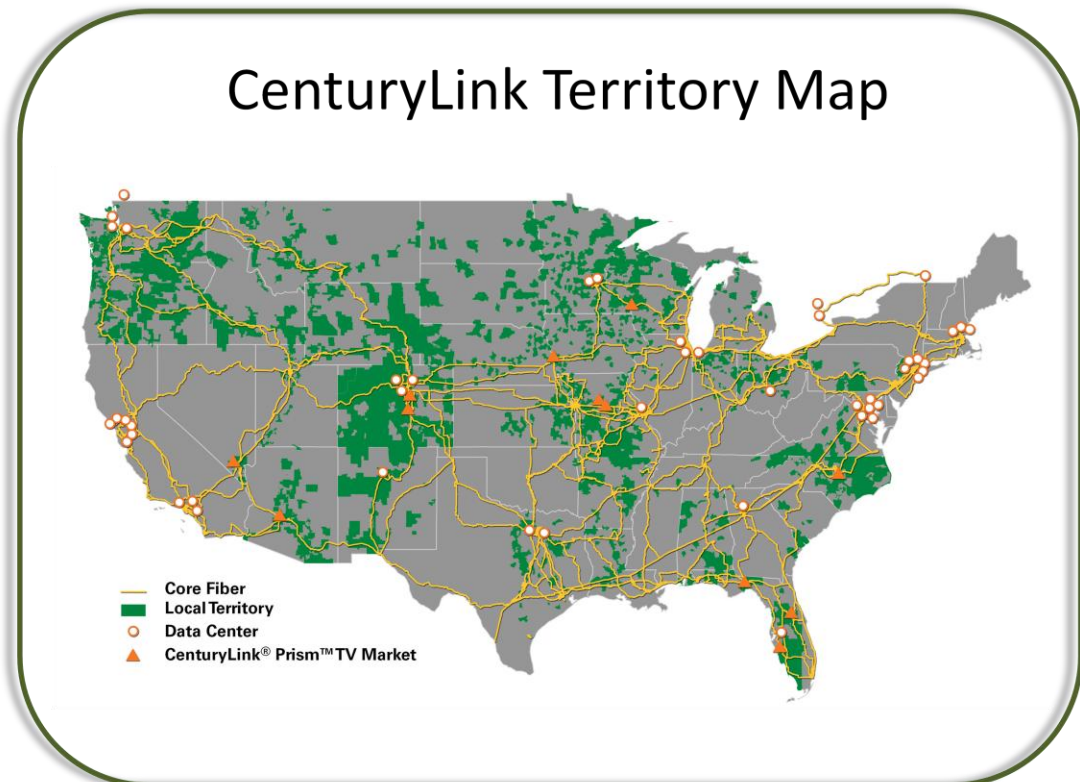 CenturyLink Territory Map
Core Fiber
Local Territory
Data Center
CenturyLink® Prism™ TV Market